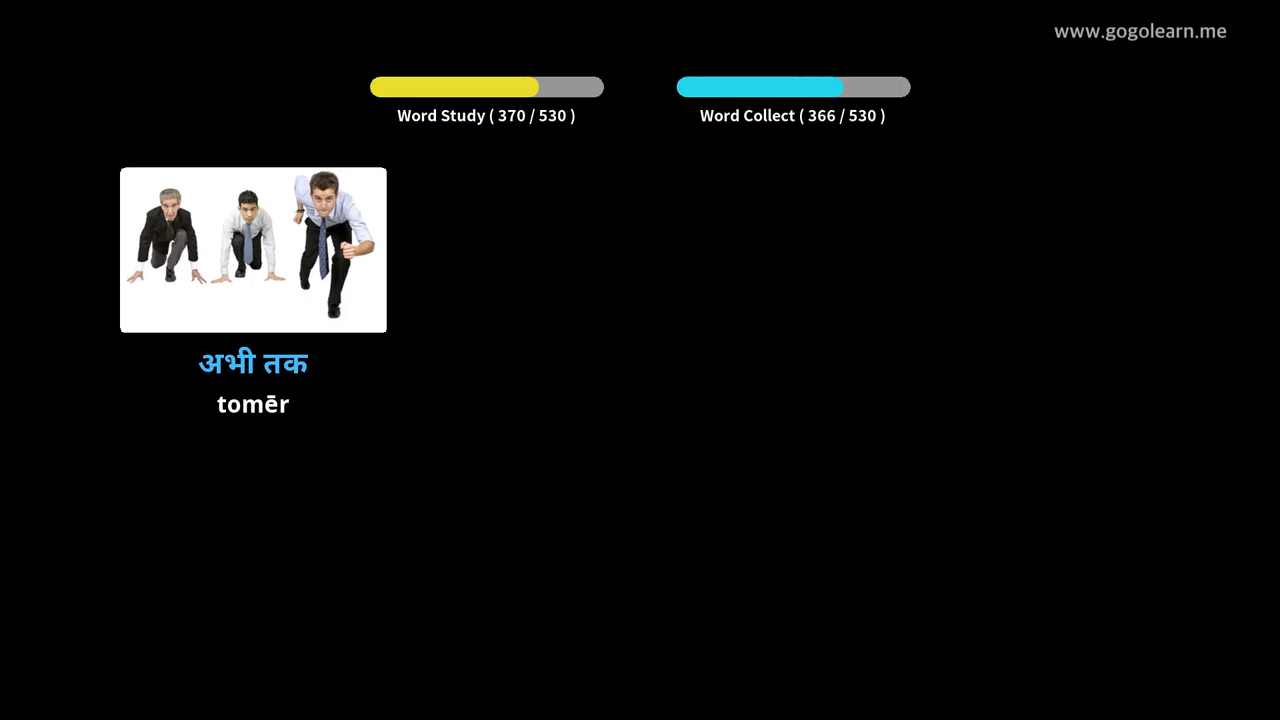 www.gogolearn.me
Word Study ( 370 / 530 )
Word Collect ( 366 / 530 )
अभी तक
tomēr